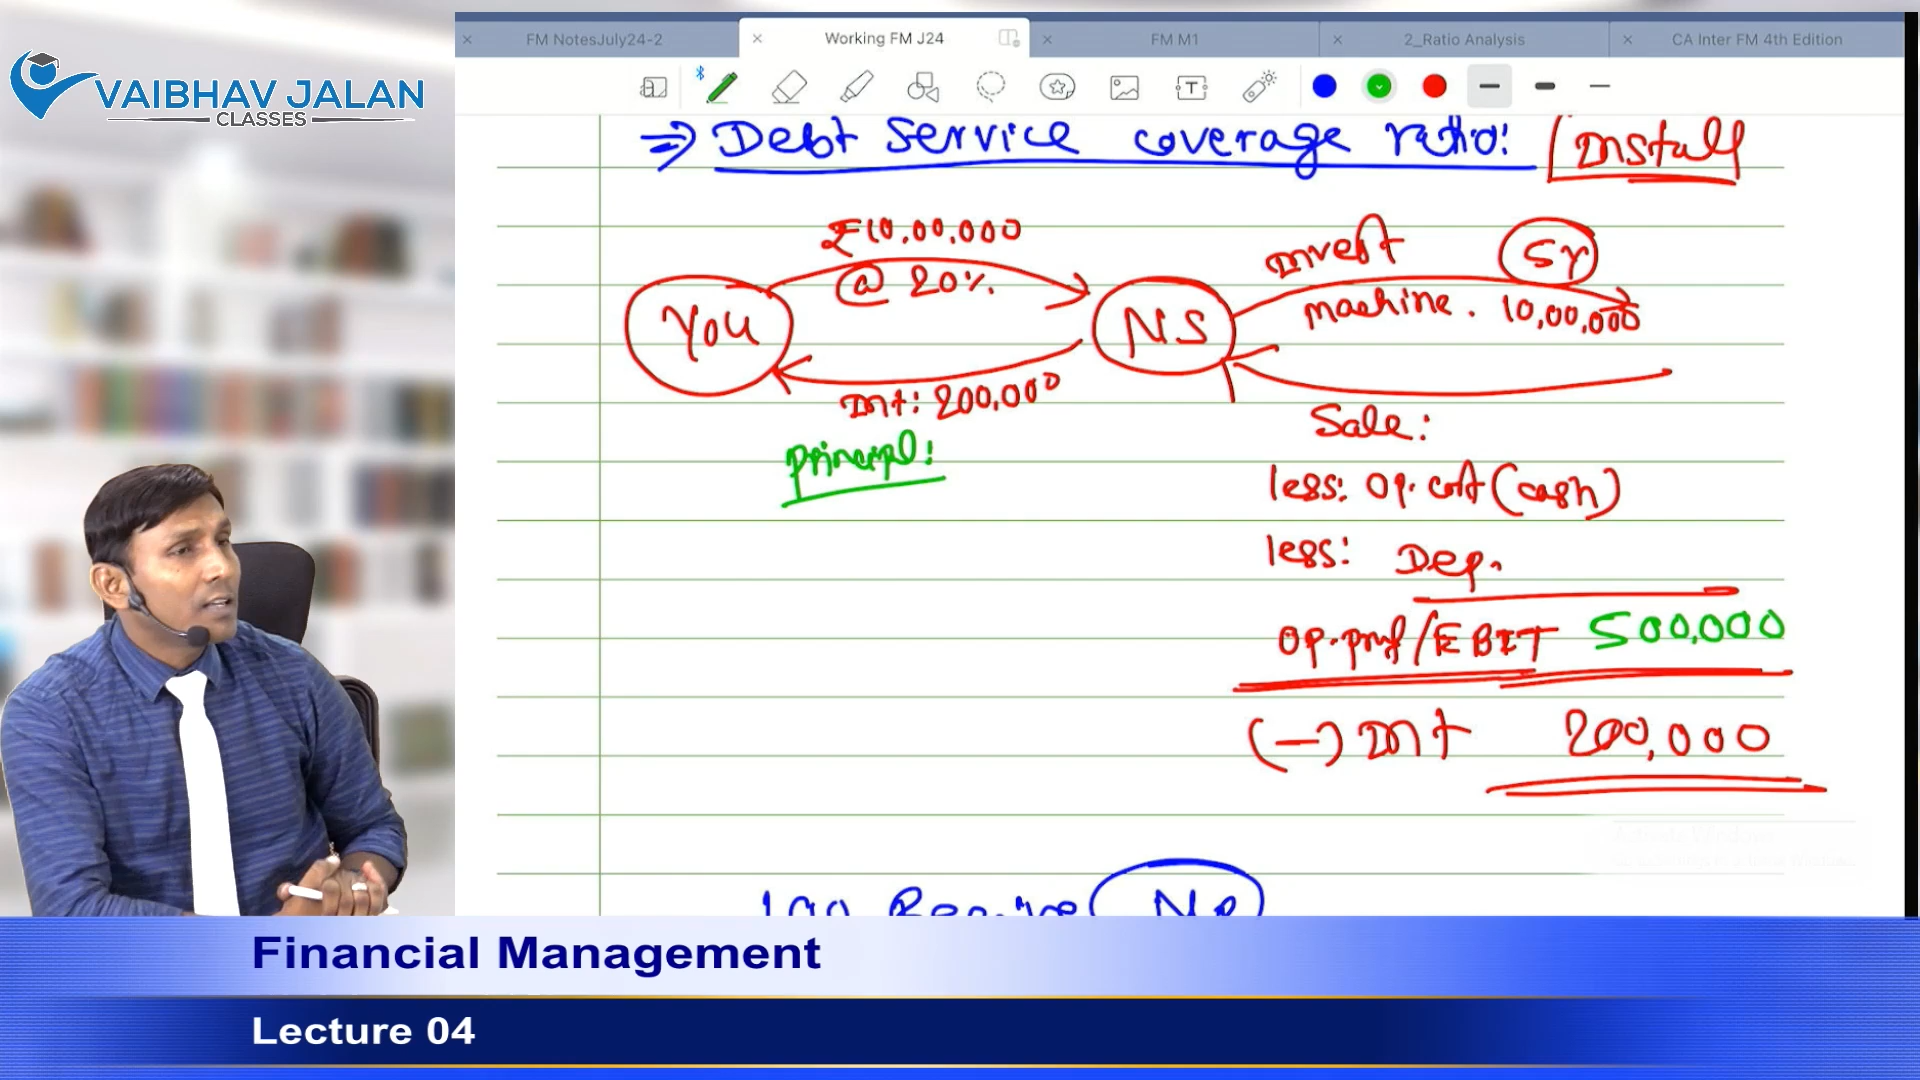 VAIBHAV JALAN
CLASSES
FM NotesJuly24-2
Working FM J24
FM M1
2_Ratio Analysis
CA Inter FM 4th Edition
T
⇒ Debt service coverage ratio: Install
₹10,00,000
@ 20%
You
NS
Invest 5Y
machine. 10,00,000
Int: 200,000
principl:
Sale:
less: Op. cost (cash)
less: Dep.
Op. prof/EBIT 500,000
(-) Int 200,000
Financial Management
Lecture 04